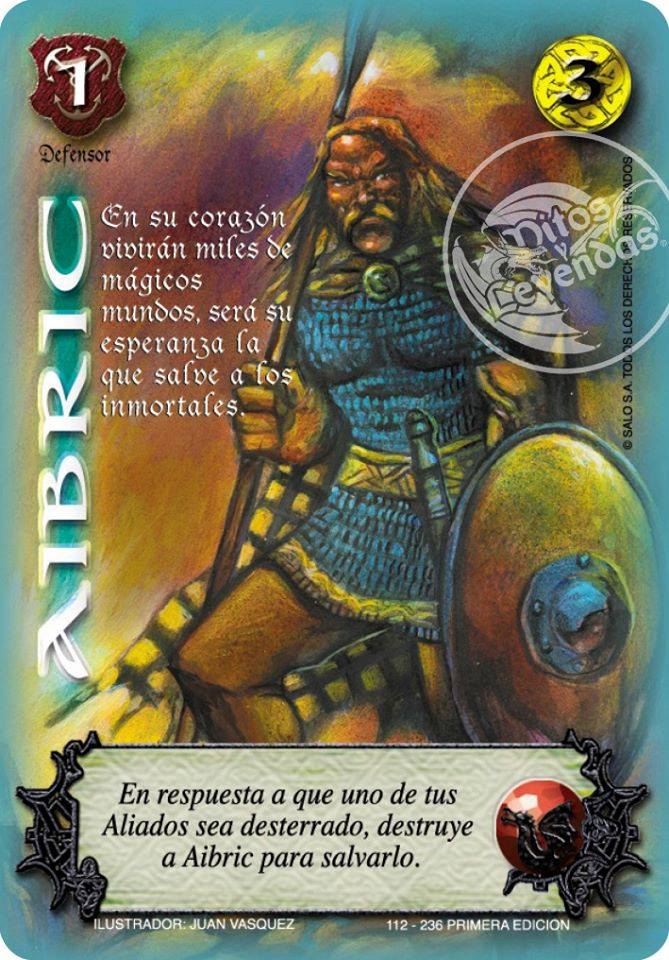 1
3
Defensor
AIBRIC
En su corazón
vivirán miles de
mágicos
mundos, será su
esperanza la
que salve a los
inmortales.
Mitos
y
Leyendas
© SALO S.A. TODOS LOS DERECHOS RESERVADOS
En respuesta a que uno de tus
Aliados sea desterrado, destruye
a Aibric para salvarlo.
ILUSTRADOR: JUAN VASQUEZ
112 - 236 PRIMERA EDICION